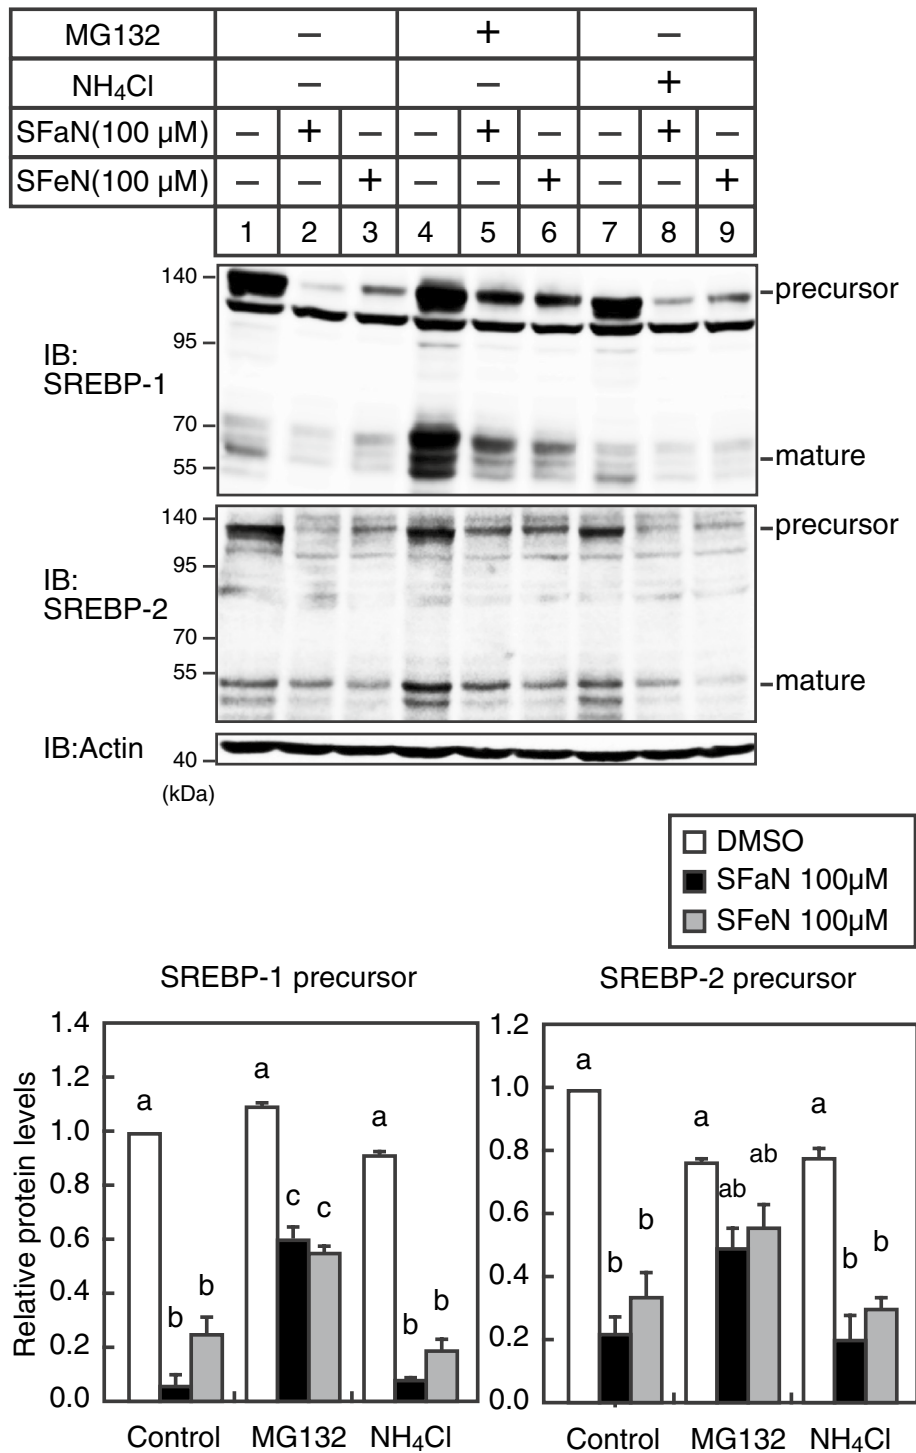 MG132 – + –
NH₄Cl – – +
SFaN(100 µM) – + – – + – – + –
SFeN(100 µM) – – + – – + – – +
1 2 3 4 5 6 7 8 9
140
precursor
95
IB:
SREBP-1
70
mature
55
140
precursor
95
IB:
SREBP-2
70
55
mature
IB:Actin
40
(kDa)
DMSO
SFaN 100µM
SFeN 100µM
SREBP-1 precursor
SREBP-2 precursor
Relative protein levels
1.4
1.2
1.0
0.8
0.6
0.4
0.2
0.0
a
b
b
a
c
c
a
b
b
Control MG132 NH₄Cl
1.2
1.0
0.8
0.6
0.4
0.2
0.0
a
b
b
a
ab
ab
a
b
b
Control MG132 NH₄Cl